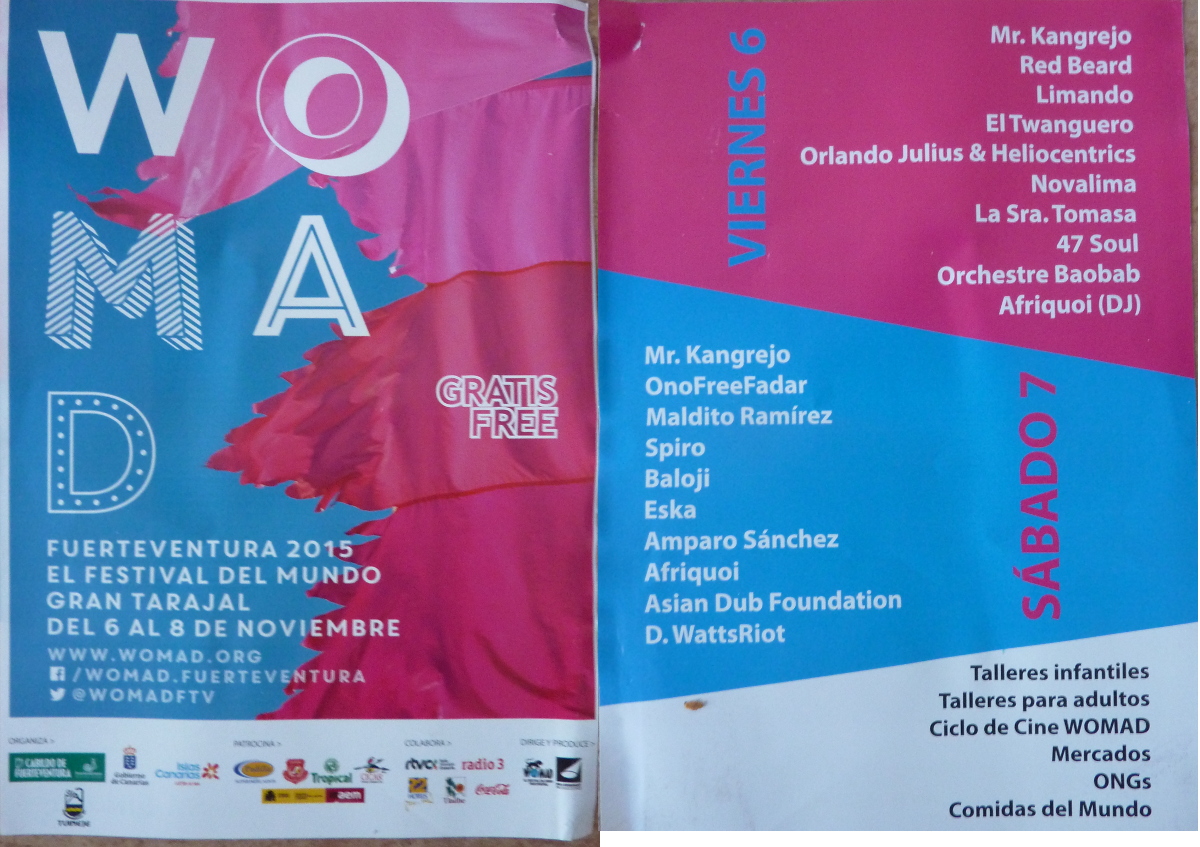 WO
MA
D
GRATIS
FREE
FUERTEVENTURA 2015
EL FESTIVAL DEL MUNDO
GRAN TARAJAL
DEL 6 AL 8 DE NOVIEMBRE
WWW.WOMAD.ORG
/WOMAD.FUERTEVENTURA
@WOMADFTV
ORGANIZA >
PATROCINA >
COLABORA >
DIRIGE Y PRODUCE >
CABILDO DE
FUERTEVENTURA
Gobierno
de Canarias
Islas
Canarias
Tropical
rtvc
radio 3
WOMAD
aem
Coca-Cola
TUINEJE
VIERNES 6
Mr. Kangrejo
Red Beard
Limando
El Twanguero
Orlando Julius & Heliocentrics
Novalima
La Sra. Tomasa
47 Soul
Orchestre Baobab
Afriquoi (DJ)
SÁBADO 7
Mr. Kangrejo
OnoFreeFadar
Maldito Ramírez
Spiro
Baloji
Eska
Amparo Sánchez
Afriquoi
Asian Dub Foundation
D. WattsRiot
Talleres infantiles
Talleres para adultos
Ciclo de Cine WOMAD
Mercados
ONGs
Comidas del Mundo